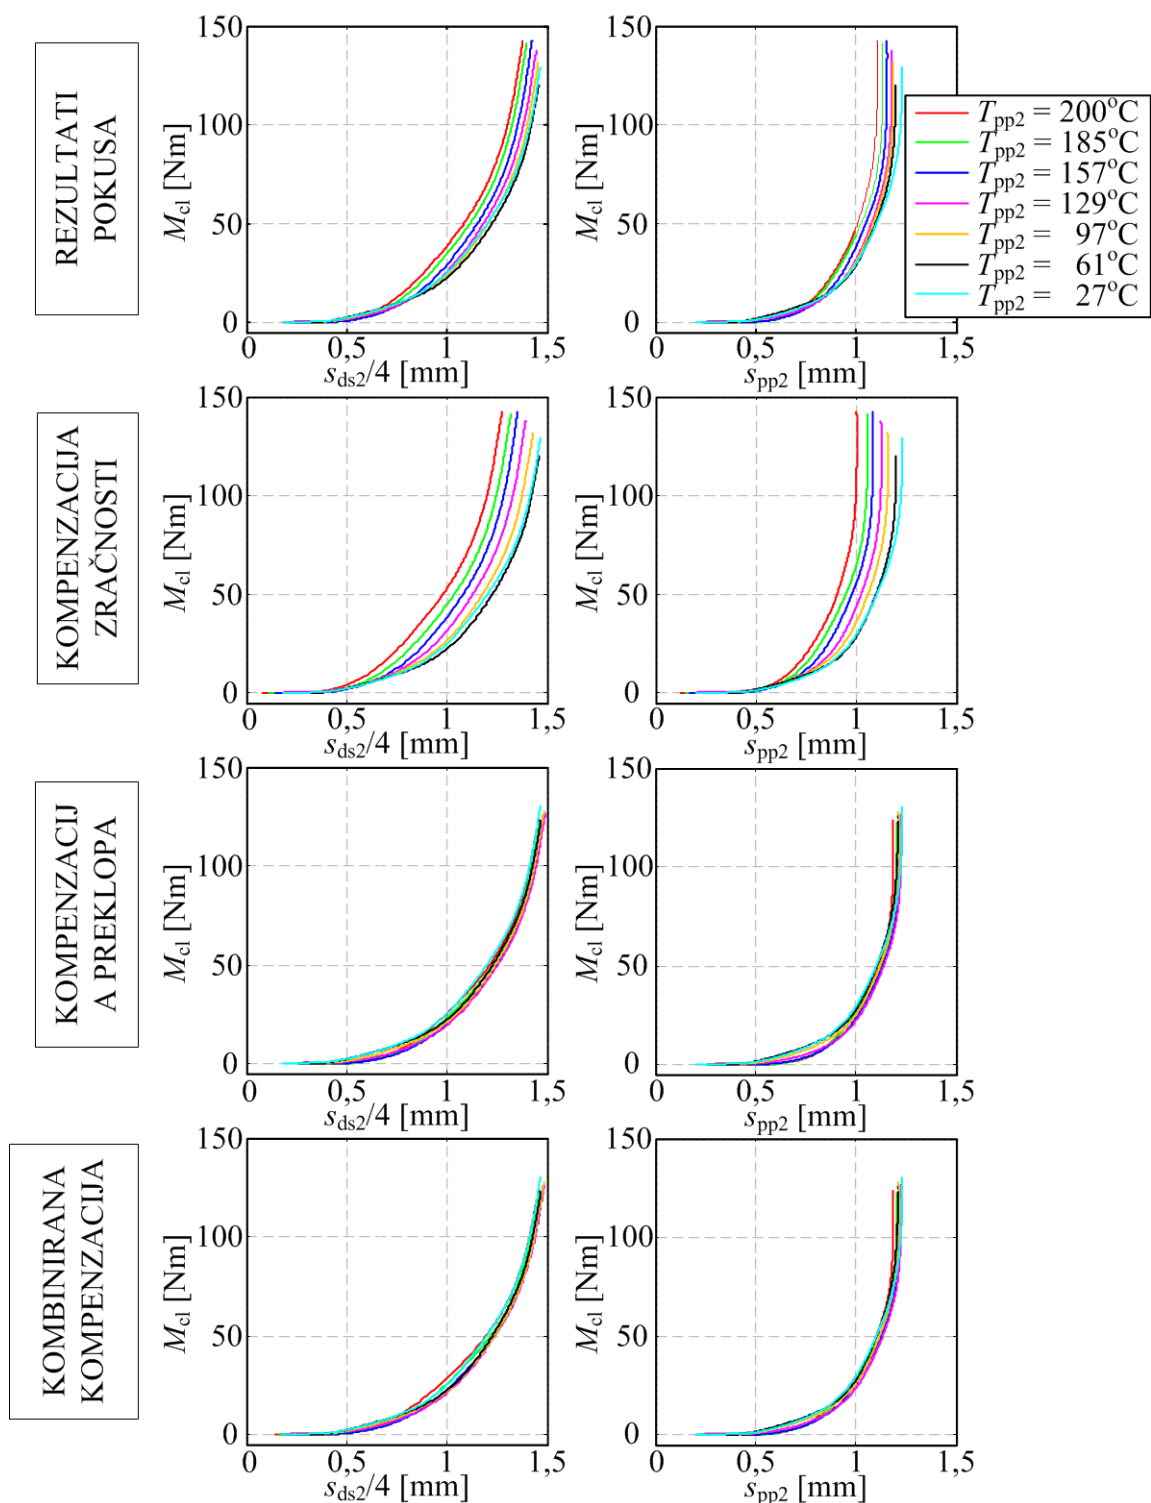 REZULTATI
POKUSA
150
100
50
0
M_cl [Nm]
0 0,5 1 1,5
s_ds2/4 [mm]
150
100
50
0
M_cl [Nm]
0 0,5 1 1,5
s_pp2 [mm]
T_pp2 = 200°C
T_pp2 = 185°C
T_pp2 = 157°C
T_pp2 = 129°C
T_pp2 = 97°C
T_pp2 = 61°C
T_pp2 = 27°C
KOMPENZACIJA
ZRAČNOSTI
150
100
50
0
M_cl [Nm]
0 0,5 1 1,5
s_ds2/4 [mm]
150
100
50
0
M_cl [Nm]
0 0,5 1 1,5
s_pp2 [mm]
KOMPENZACIJ
A PREKLOPA
150
100
50
0
M_cl [Nm]
0 0,5 1 1,5
s_ds2/4 [mm]
150
100
50
0
M_cl [Nm]
0 0,5 1 1,5
s_pp2 [mm]
KOMBINIRANA
KOMPENZACIJA
150
100
50
0
M_cl [Nm]
0 0,5 1 1,5
s_ds2/4 [mm]
150
100
50
0
M_cl [Nm]
0 0,5 1 1,5
s_pp2 [mm]